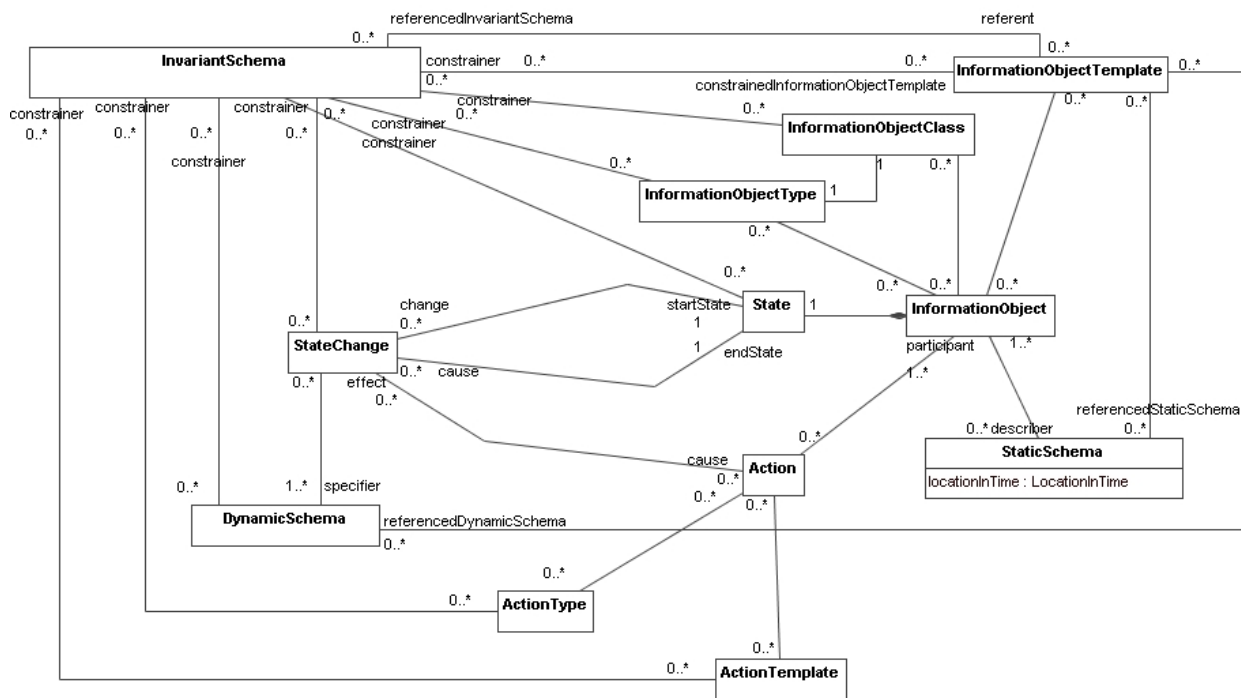 referencedInvariantSchema
referent
0..*
0..*
InvariantSchema
constrainer
0..*
0..*
InformationObjectTemplate
0..*
0..*
constrainedInformationObjectTemplate
constrainer
constrainer
constrainer
constrainer
0..*
0..*
0..*
0..*
0..*
0..*
0..*
0..*
0..*
constrainer
InformationObjectClass
constrainer
constrainer
constrainer
0..*
1
0..*
InformationObjectType
1
0..*
0..*
0..*
0..*
0..*
change
startState
State
1
InformationObject
0..*
0..*
1
StateChange
1
endState
participant
1..*
0..*
effect
0..*
cause
1..*
0..*
referencedStaticSchema
0..*
0..*
describer
0..*
cause
Action
StaticSchema
0..*
locationInTime : LocationInTime
0..*
1..*
specifier
0..*
0..*
DynamicSchema
referencedDynamicSchema
0..*
0..*
0..*
ActionType
0..*
0..*
ActionTemplate